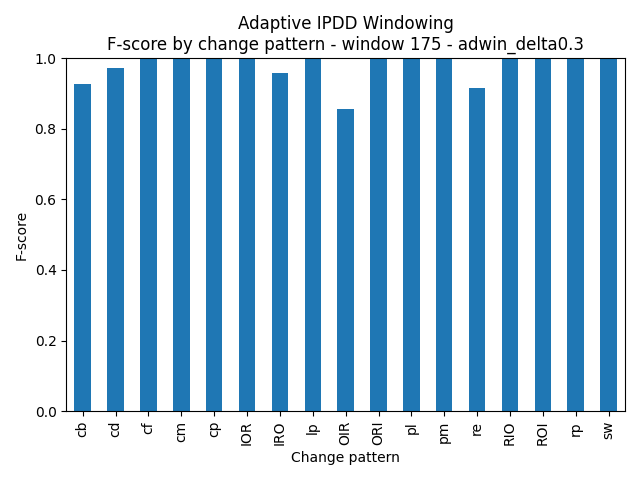 Adaptive IPDD Windowing
F-score by change pattern - window 175 - adwin_delta0.3
1.0
0.8
0.6
0.4
0.2
0.0
F-score
cb
cd
cf
cm
cp
IOR
IRO
lp
OIR
ORI
pl
pm
re
RIO
ROI
rp
sw
Change pattern